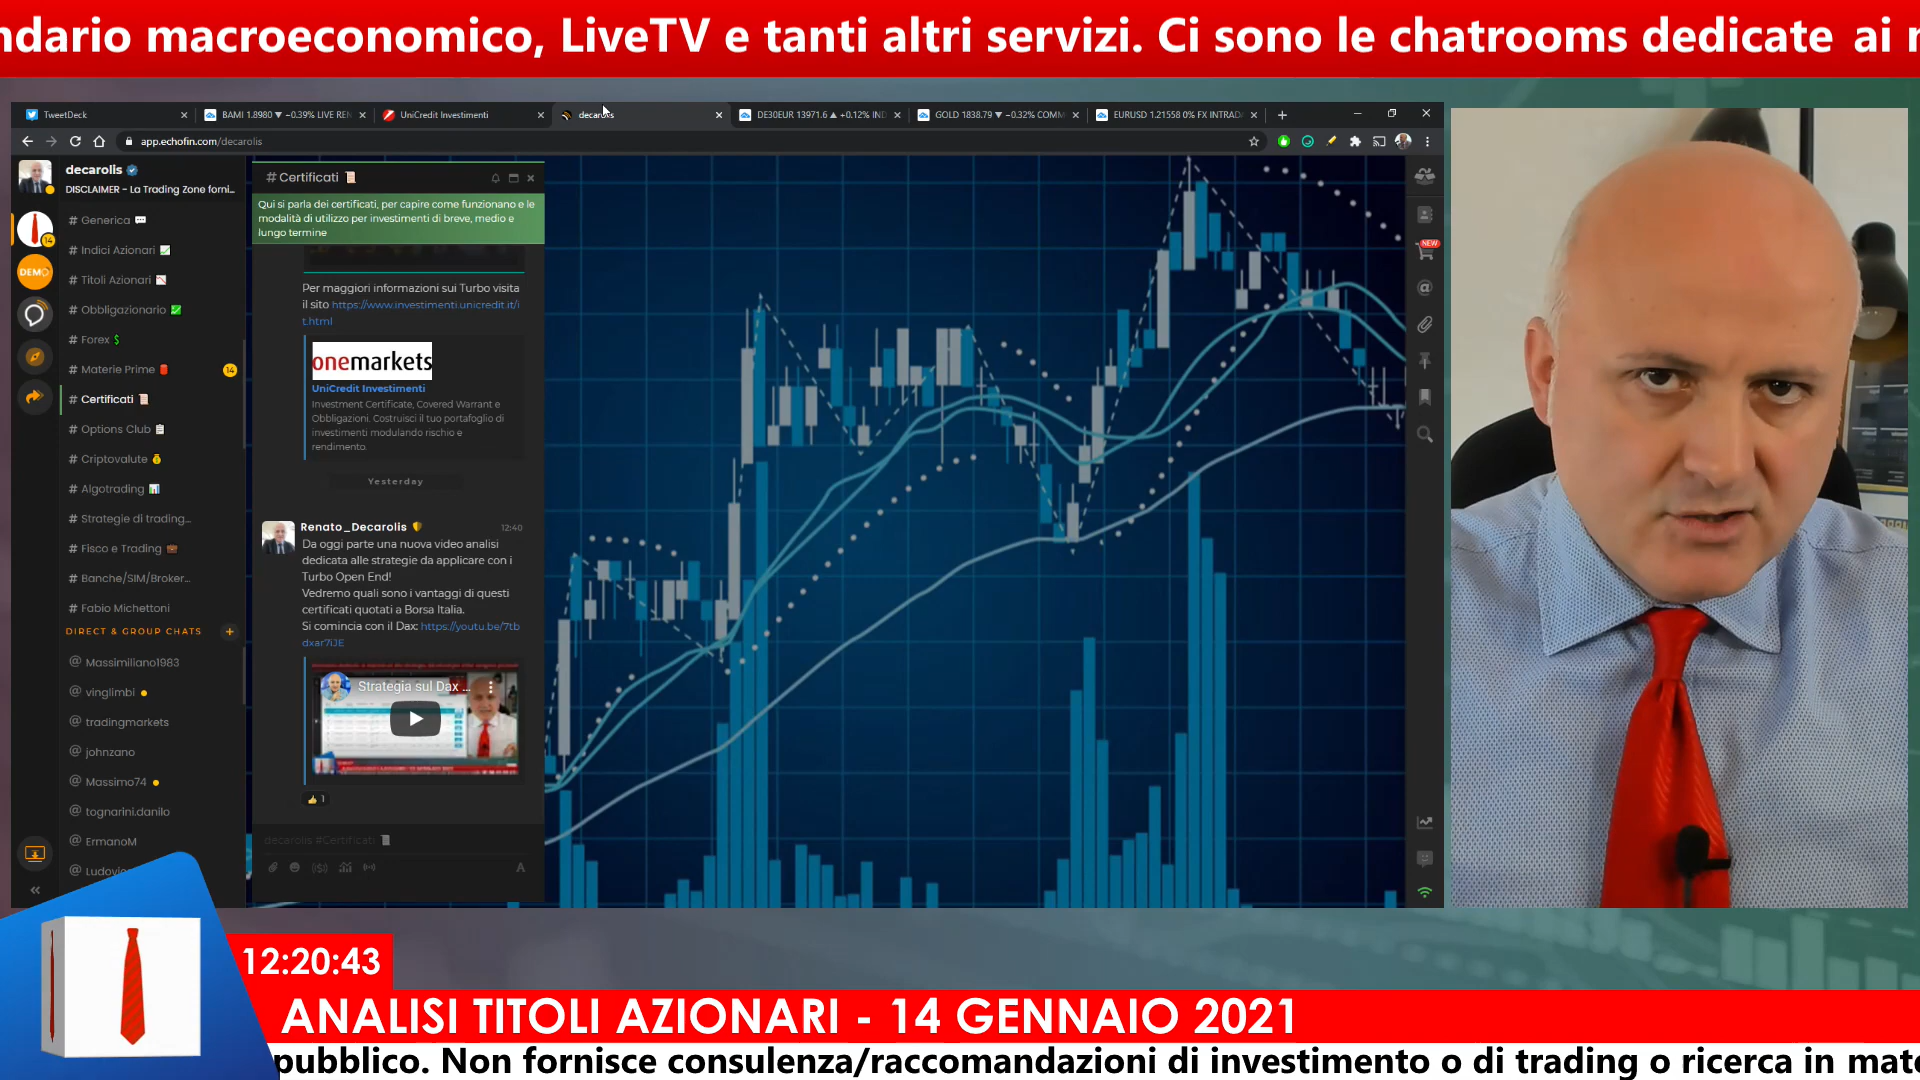 ndario macroeconomico, LiveTV e tanti altri servizi. Ci sono le chatrooms dedicate ai
TweetDeck
BAMI 1.8980 ▼ −0.39% LIVE REN
UniCredit Investimenti
decarolis
DE30EUR 13971.6 ▲ +0.12% IND
GOLD 1838.79 ▼ −0.32% COMM
EURUSD 1.21558 0% FX INTRAD
app.echofin.com/decarolis
decarolis
DISCLAIMER - La Trading Zone forni...
# Generica
# Indici Azionari
# Titoli Azionari
# Obbligazionario
# Forex
# Materie Prime 14
# Certificati
# Options Club
# Criptovalute
# Algotrading
# Strategie di trading...
# Fisco e Trading
# Banche/SIM/Broker...
# Fabio Michettoni
DIRECT & GROUP CHATS +
@ Massimiliano1983
@ vinglimbi
@ tradingmarkets
@ johnzano
@ Massimo74
@ tognarini.danilo
@ ErmanoM
14
DEMO
# Certificati
Qui si parla dei certificati, per capire come funzionano e le
modalità di utilizzo per investimenti di breve, medio e
lungo termine
Per maggiori informazioni sui Turbo visita
il sito https://www.investimenti.unicredit.it/i
t.html
onemarkets
UniCredit Investimenti
Investment Certificate, Covered Warrant e
Obbligazioni. Costruisci il tuo portafoglio di
investimenti modulando rischio e
rendimento.
Yesterday
Renato_Decarolis 12:40
Da oggi parte una nuova video analisi
dedicata alle strategie da applicare con i
Turbo Open End!
Vedremo quali sono i vantaggi di questi
certificati quotati a Borsa Italia.
Si comincia con il Dax: https://youtu.be/7tb
dxar7iJE
Strategia sul Dax ...
1
decarolis #Certificati
A
NEW
12:20:43
ANALISI TITOLI AZIONARI - 14 GENNAIO 2021
pubblico. Non fornisce consulenza/raccomandazioni di investimento o di trading o ricerca in mate